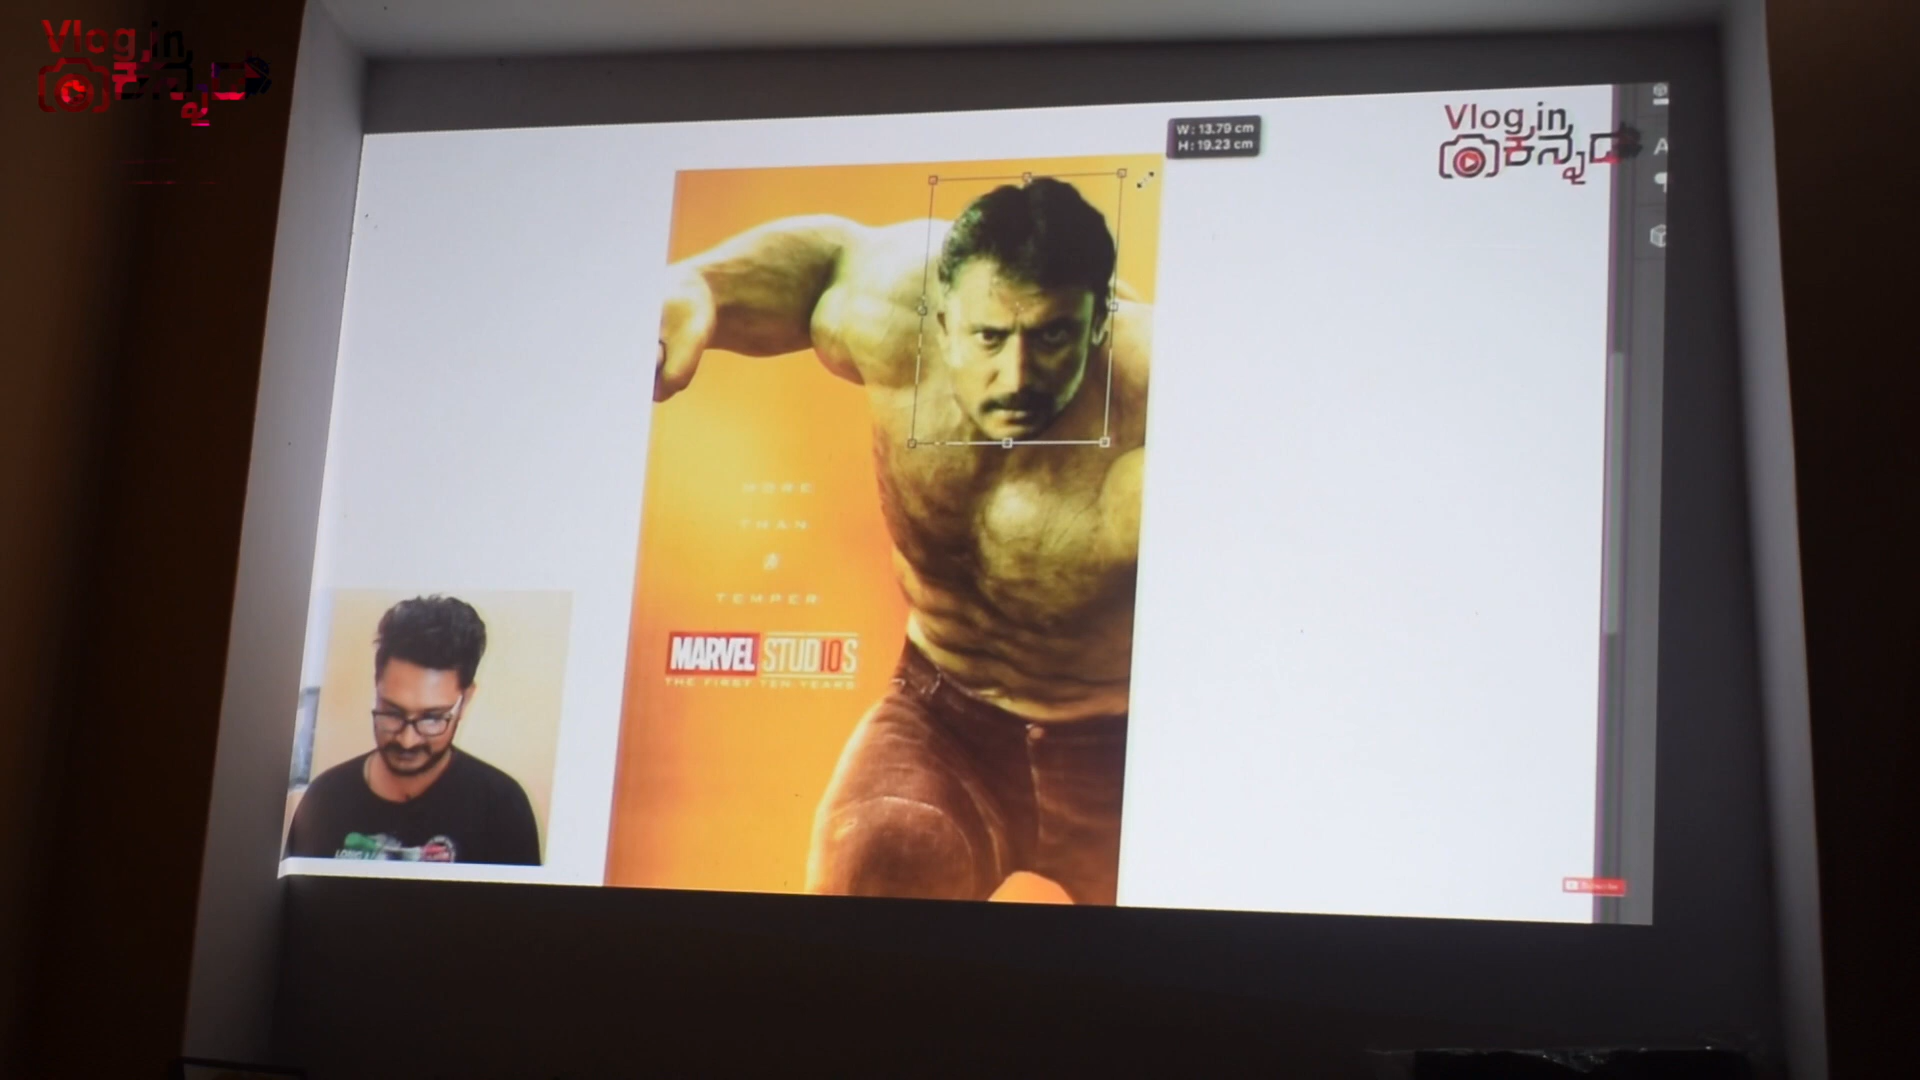 Vlog in
ಕನ್ನಡ
W: 13.79 cm
H: 19.23 cm
Vlog in
ಕನ್ನಡ
MORE
THAN
A
TEMPER
MARVEL STUDIOS
THE FIRST TEN YEARS
Subscribe